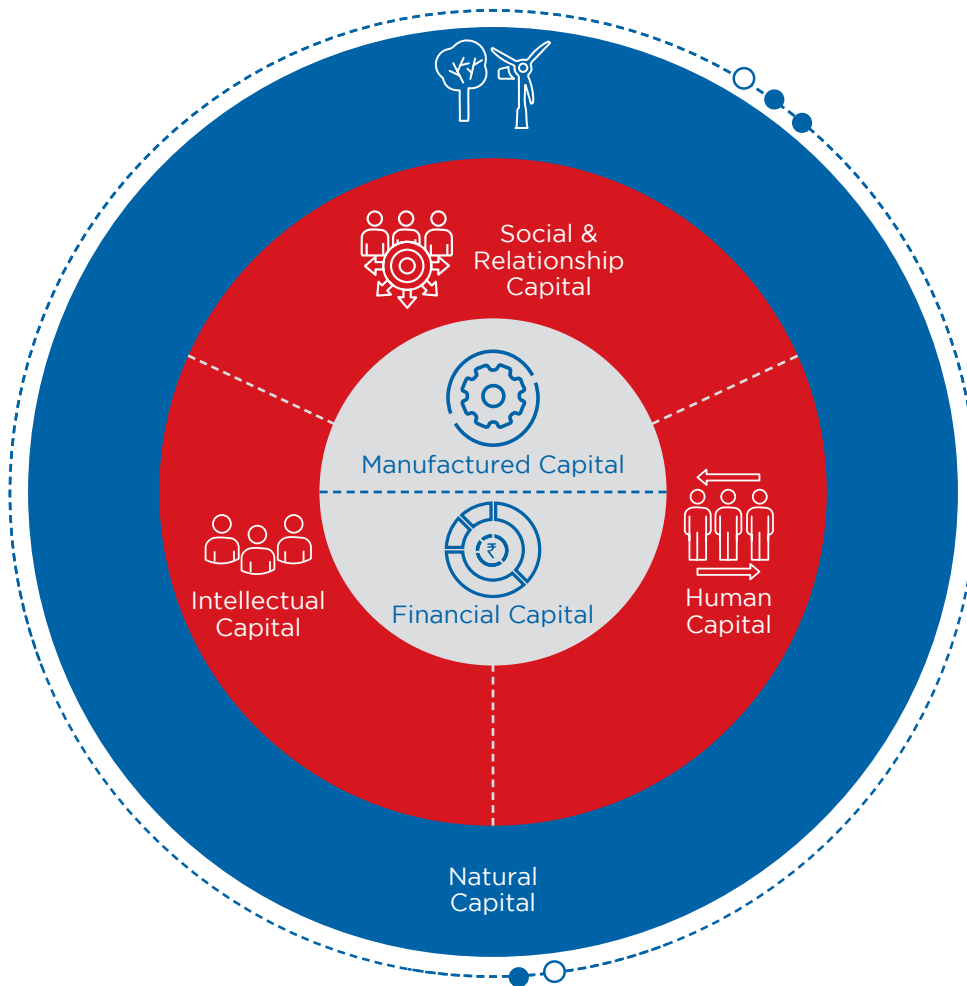 Social &
Relationship
Capital
Manufactured Capital
₹
Financial Capital
Intellectual
Capital
Human
Capital
Natural
Capital